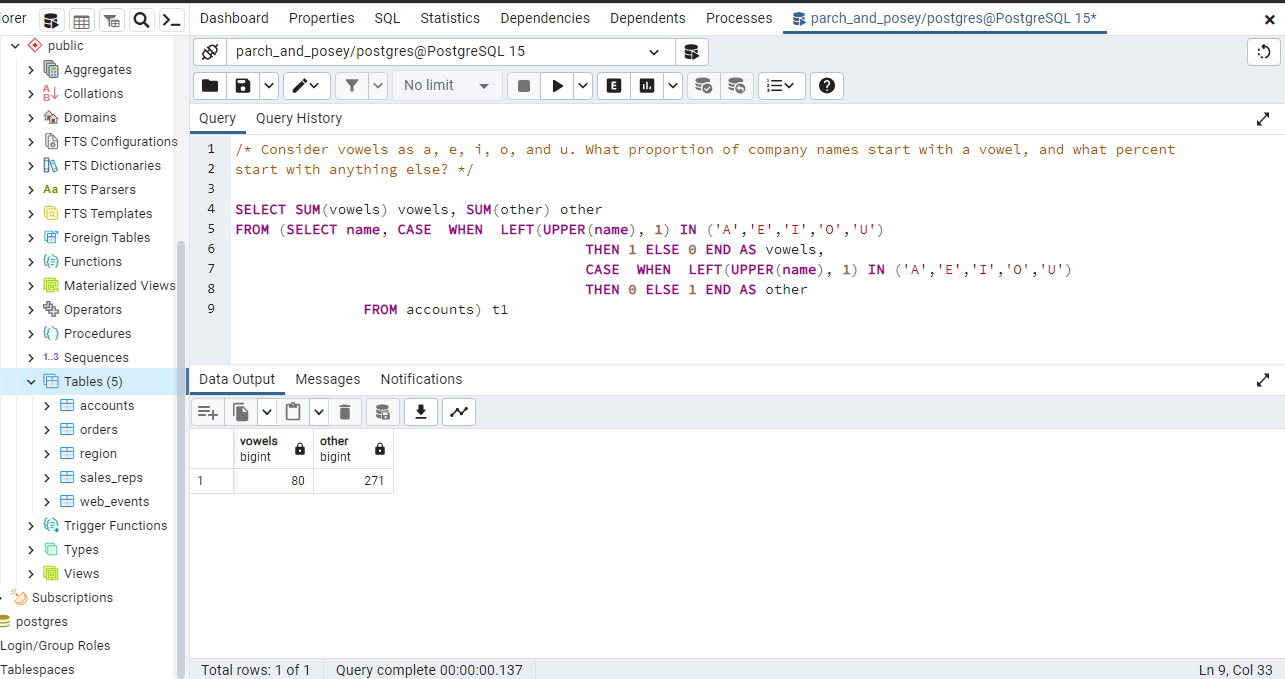 orer
Dashboard Properties SQL Statistics Dependencies Dependents Processes parch_and_posey/postgres@PostgreSQL 15*
public
Aggregates
Collations
Domains
FTS Configurations
FTS Dictionaries
Aa FTS Parsers
FTS Templates
Foreign Tables
Functions
Materialized Views
Operators
Procedures
1..3 Sequences
Tables (5)
accounts
orders
region
sales_reps
web_events
Trigger Functions
Types
Views
Subscriptions
postgres
Login/Group Roles
Tablespaces
parch_and_posey/postgres@PostgreSQL 15
No limit
E
Query Query History
1 /* Consider vowels as a, e, i, o, and u. What proportion of company names start with a vowel, and what percent
2 start with anything else? */
3
4 SELECT SUM(vowels) vowels, SUM(other) other
5 FROM (SELECT name, CASE WHEN LEFT(UPPER(name), 1) IN ('A','E','I','O','U')
6 THEN 1 ELSE 0 END AS vowels,
7 CASE WHEN LEFT(UPPER(name), 1) IN ('A','E','I','O','U')
8 THEN 0 ELSE 1 END AS other
9 FROM accounts) t1
Data Output Messages Notifications
vowels other
bigint bigint
1 80 271
Total rows: 1 of 1 Query complete 00:00:00.137 Ln 9, Col 33